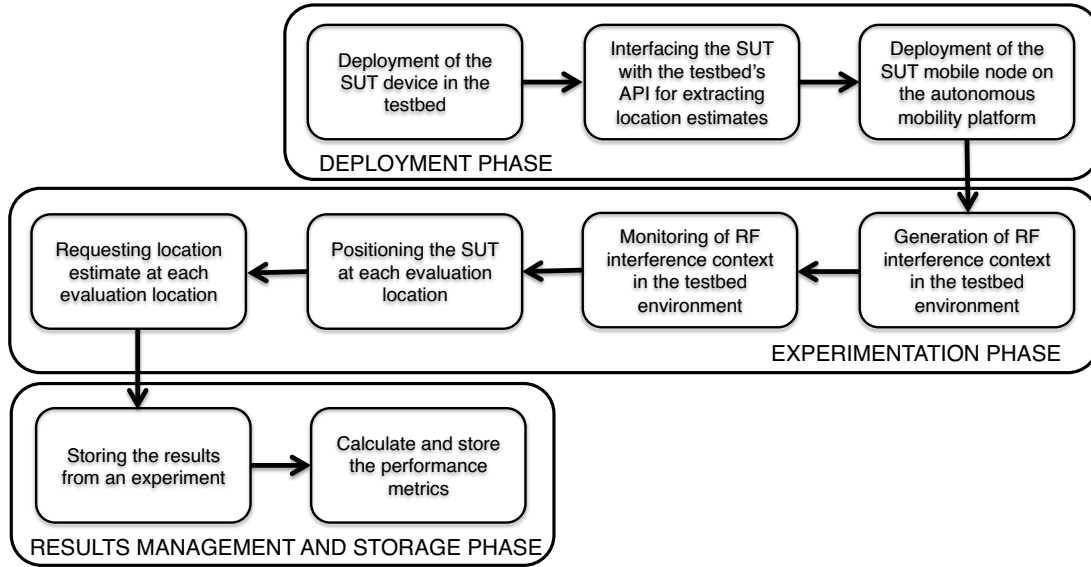 Deployment of the
SUT device in the
testbed
Interfacing the SUT
with the testbed's
API for extracting
location estimates
Deployment of the
SUT mobile node on
the autonomous
mobility platform
DEPLOYMENT PHASE
Generation of RF
interference context
in the testbed
environment
Monitoring of RF
interference context
in the testbed
environment
Positioning the SUT
at each evaluation
location
Requesting location
estimate at each
evaluation location
EXPERIMENTATION PHASE
Storing the results
from an experiment
Calculate and store
the performance
metrics
RESULTS MANAGEMENT AND STORAGE PHASE